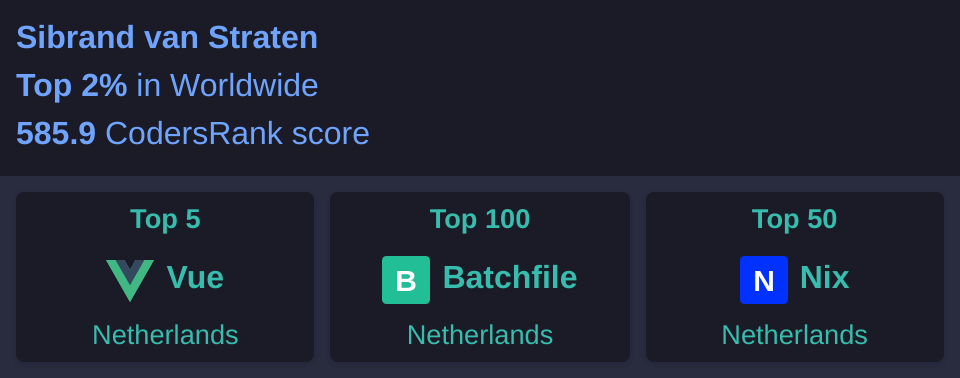 Sibrand van Straten
Top 2% in Worldwide
585.9 CodersRank score
Top 5
Vue
Netherlands
Top 100
B Batchfile
Netherlands
Top 50
N Nix
Netherlands